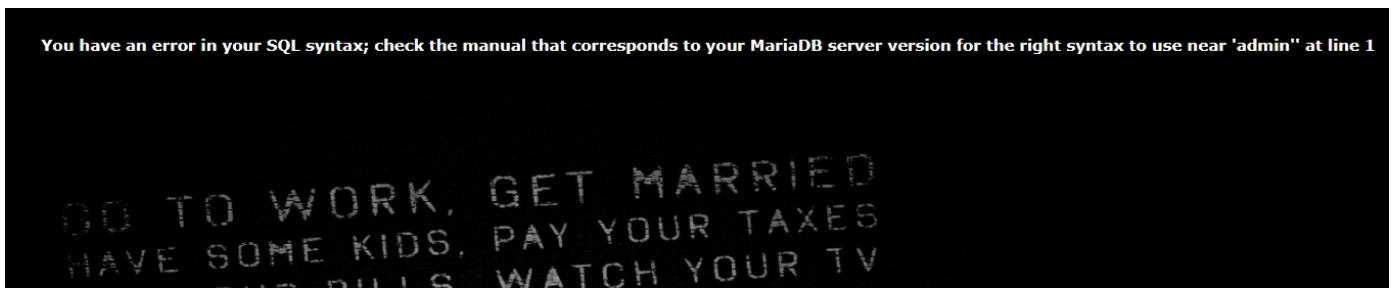 You have an error in your SQL syntax; check the manual that corresponds to your MariaDB server version for the right syntax to use near 'admin'' at line 1
GO TO WORK, GET MARRIED
HAVE SOME KIDS, PAY YOUR TAXES
WATCH YOUR TV